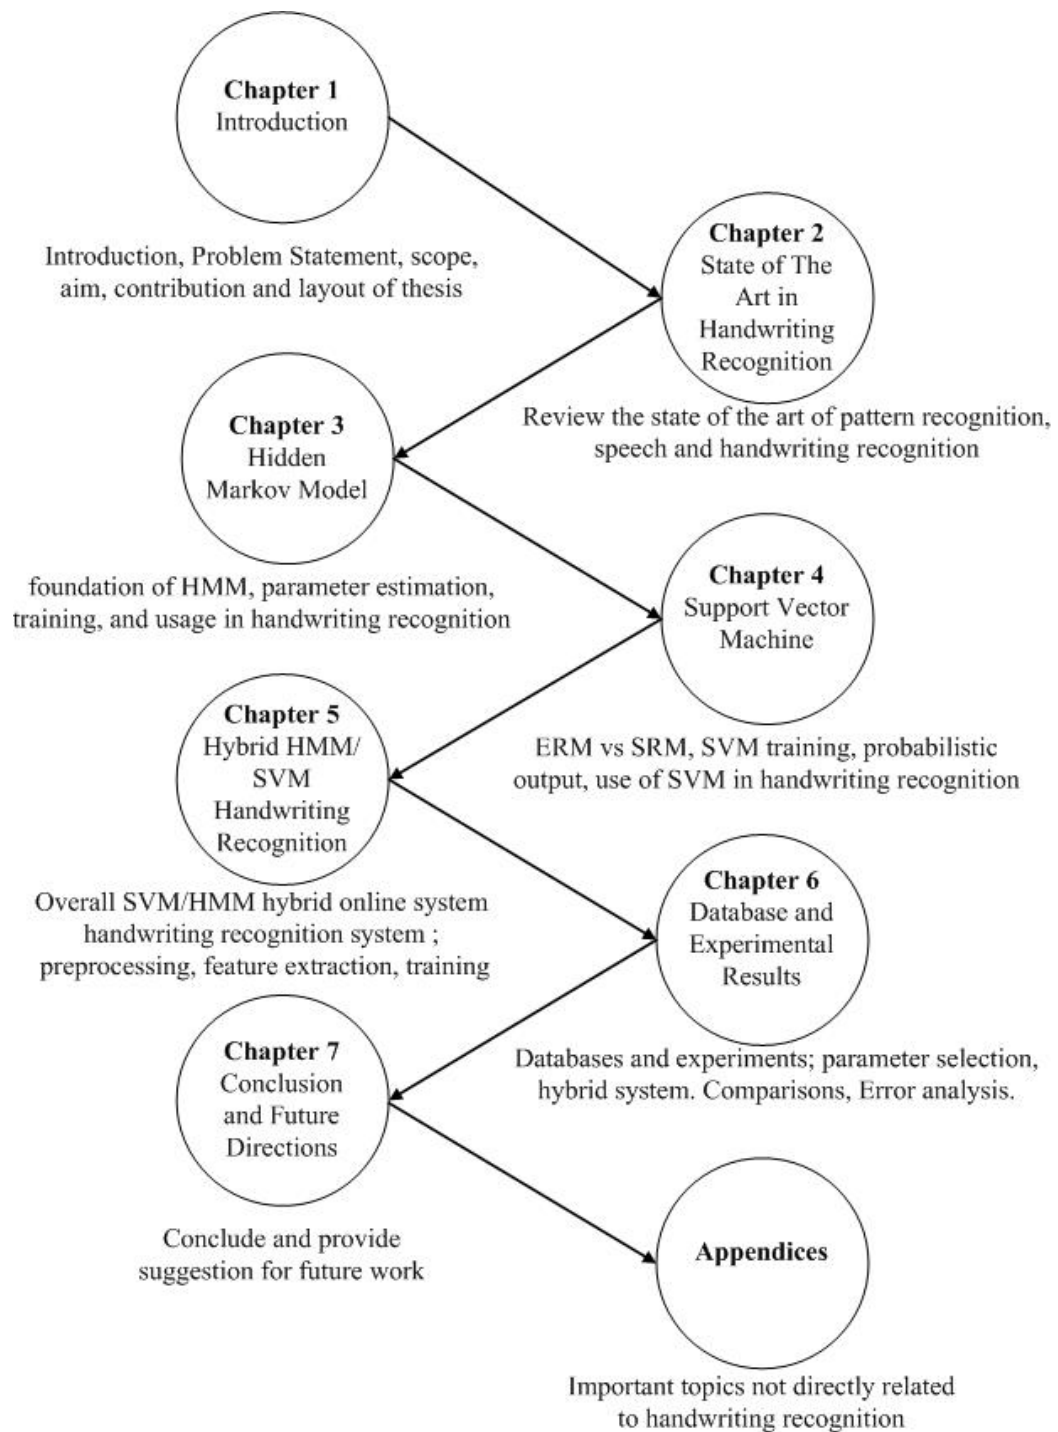 Chapter 1
Introduction
Introduction, Problem Statement, scope,
aim, contribution and layout of thesis
Chapter 2
State of The
Art in
Handwriting
Recognition
Review the state of the art of pattern recognition,
speech and handwriting recognition
Chapter 3
Hidden
Markov Model
foundation of HMM, parameter estimation,
training, and usage in handwriting recognition
Chapter 4
Support Vector
Machine
ERM vs SRM, SVM training, probabilistic
output, use of SVM in handwriting recognition
Chapter 5
Hybrid HMM/
SVM
Handwriting
Recognition
Overall SVM/HMM hybrid online system
handwriting recognition system ;
preprocessing, feature extraction, training
Chapter 6
Database and
Experimental
Results
Databases and experiments; parameter selection,
hybrid system. Comparisons, Error analysis.
Chapter 7
Conclusion
and Future
Directions
Conclude and provide
suggestion for future work
Appendices
Important topics not directly related
to handwriting recognition